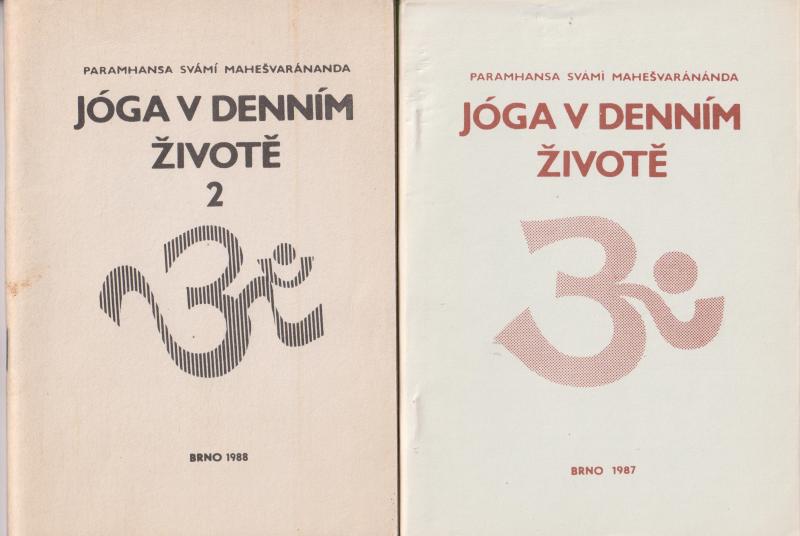 PARAMHANSA SVÁMÍ MAHEŠVARÁNANDA
JÓGA V DENNÍM
ŽIVOTĚ
2
BRNO 1988
PARAMHANSA SVÁMÍ MAHEŠVARÁNÁNDA
JÓGA V DENNÍM
ŽIVOTĚ
BRNO 1987